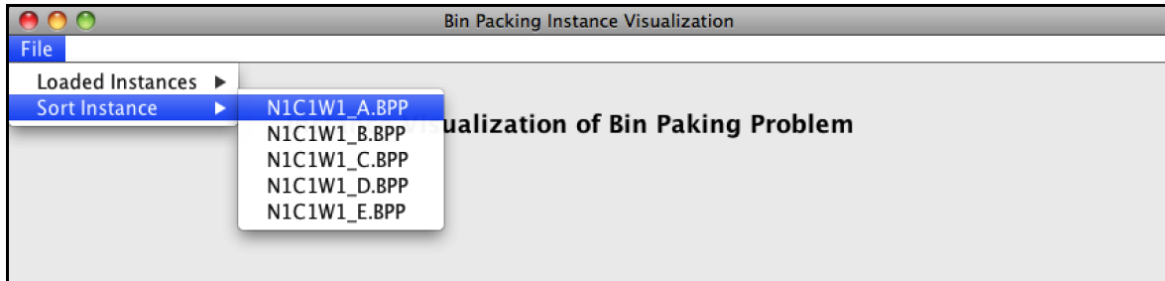 Bin Packing Instance Visualization
File
Loaded Instances ▶
Sort Instance ▶
N1C1W1_A.BPP
ualization of Bin Paking Problem
N1C1W1_B.BPP
N1C1W1_C.BPP
N1C1W1_D.BPP
N1C1W1_E.BPP